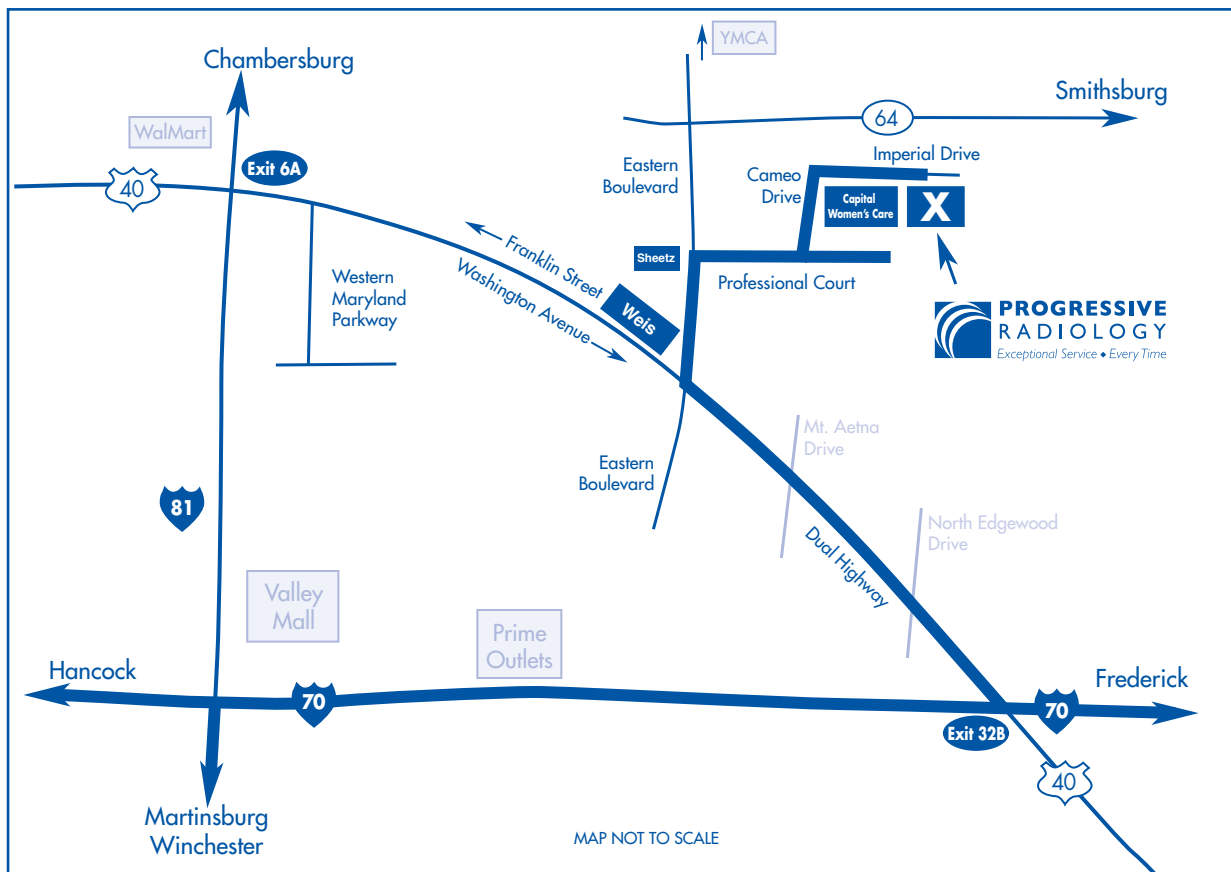 YMCA
Chambersburg
Smithsburg
64
WalMart
Exit 6A
40
Imperial Drive
Eastern
Boulevard
Cameo
Drive
Capital
Women's Care
X
Franklin Street
Washington Avenue
Sheetz
Professional Court
Western
Maryland
Parkway
Weis
PROGRESSIVE
RADIOLOGY
Exceptional Service ◆ Every Time
Mt. Aetna
Drive
Eastern
Boulevard
81
North Edgewood
Drive
Dual Highway
Valley
Mall
Prime
Outlets
Hancock
70
Frederick
70
Exit 32B
40
Martinsburg
Winchester
MAP NOT TO SCALE